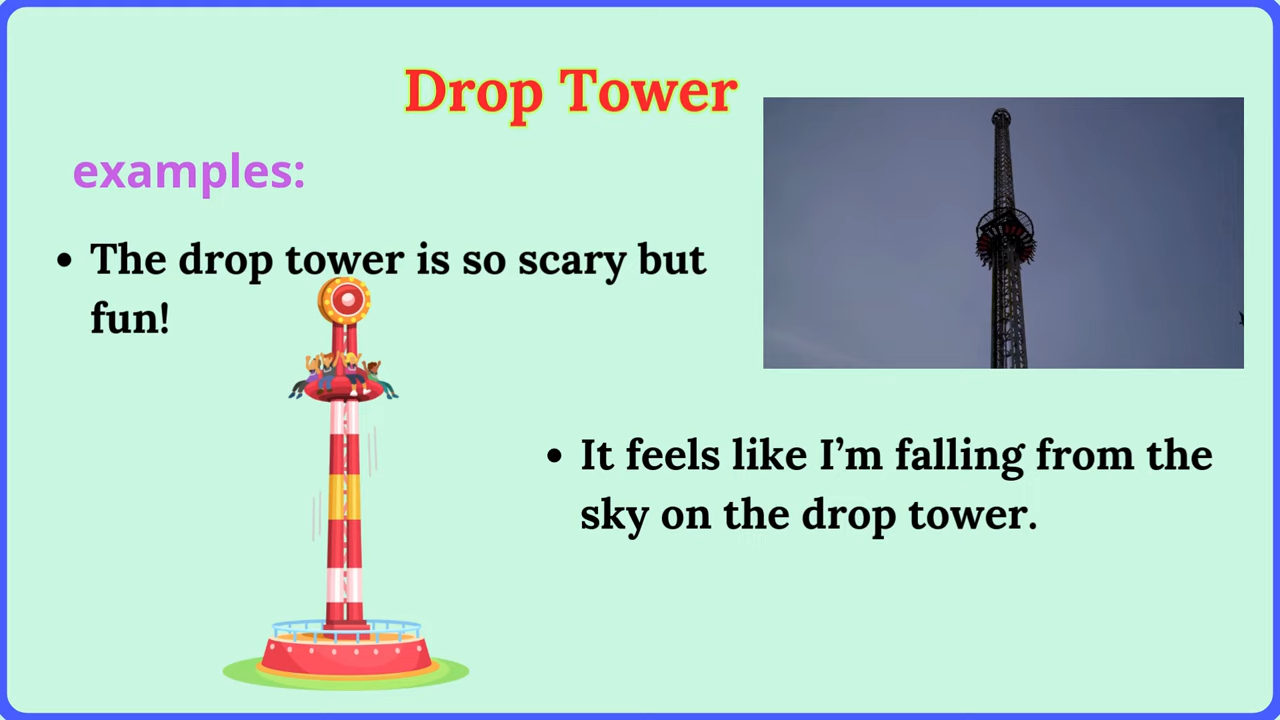 Drop Tower
examples:
• The drop tower is so scary but
fun!
• It feels like I’m falling from the
sky on the drop tower.